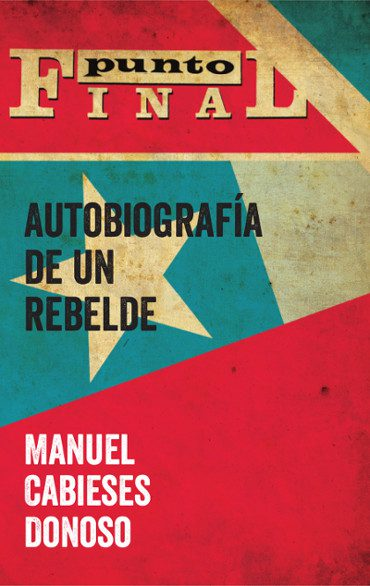 punto
FINAL
AUTOBIOGRAFÍA
DE UN
REBELDE
MANUEL
CABIESES
DONOSO